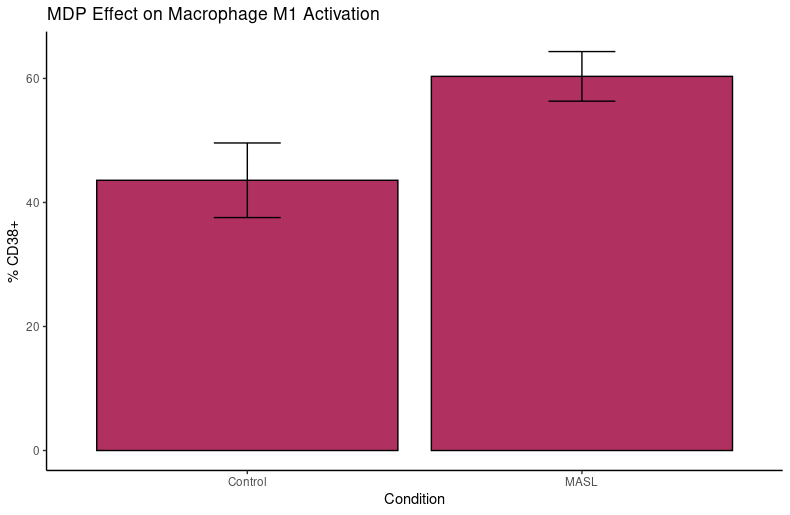 MDP Effect on Macrophage M1 Activation
60
40
20
0
% CD38+
Control
MASL
Condition